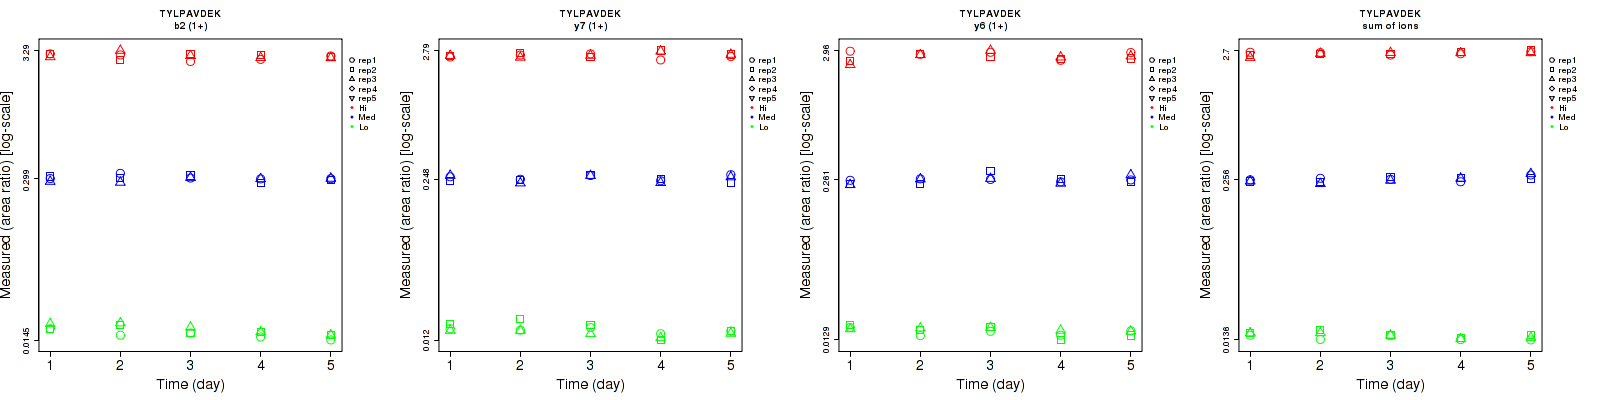 TYLPAVDEK
b2 (1+)
Measured (area ratio) [log-scale]
3.29
0.299
0.0145
1 2 3 4 5
Time (day)
rep1
rep2
rep3
rep4
rep5
Hi
Med
Lo
TYLPAVDEK
y7 (1+)
Measured (area ratio) [log-scale]
2.79
0.248
0.012
1 2 3 4 5
Time (day)
rep1
rep2
rep3
rep4
rep5
Hi
Med
Lo
TYLPAVDEK
y6 (1+)
Measured (area ratio) [log-scale]
2.96
0.261
0.0129
1 2 3 4 5
Time (day)
rep1
rep2
rep3
rep4
rep5
Hi
Med
Lo
TYLPAVDEK
sum of ions
Measured (area ratio) [log-scale]
2.7
0.256
0.0136
1 2 3 4 5
Time (day)
rep1
rep2
rep3
rep4
rep5
Hi
Med
Lo